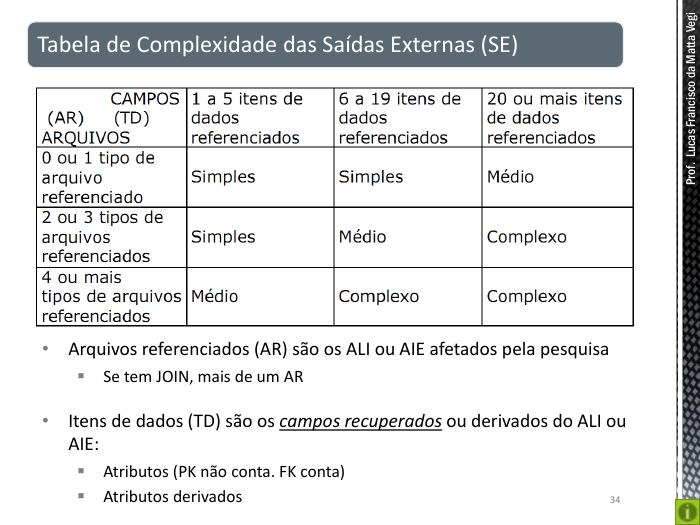 Tabela de Complexidade das Saídas Externas (SE)
CAMPOS
(AR) (TD)
ARQUIVOS
1 a 5 itens de
dados
referenciados
6 a 19 itens de
dados
referenciados
20 ou mais itens
de dados
referenciados
0 ou 1 tipo de
arquivo
referenciado
Simples
Simples
Médio
2 ou 3 tipos de
arquivos
referenciados
Simples
Médio
Complexo
4 ou mais
tipos de arquivos
referenciados
Médio
Complexo
Complexo
• Arquivos referenciados (AR) são os ALI ou AIE afetados pela pesquisa
▪ Se tem JOIN, mais de um AR
• Itens de dados (TD) são os campos recuperados ou derivados do ALI ou
AIE:
▪ Atributos (PK não conta. FK conta)
▪ Atributos derivados
34
Prof. Lucas Francisco da Matta Vegi
i